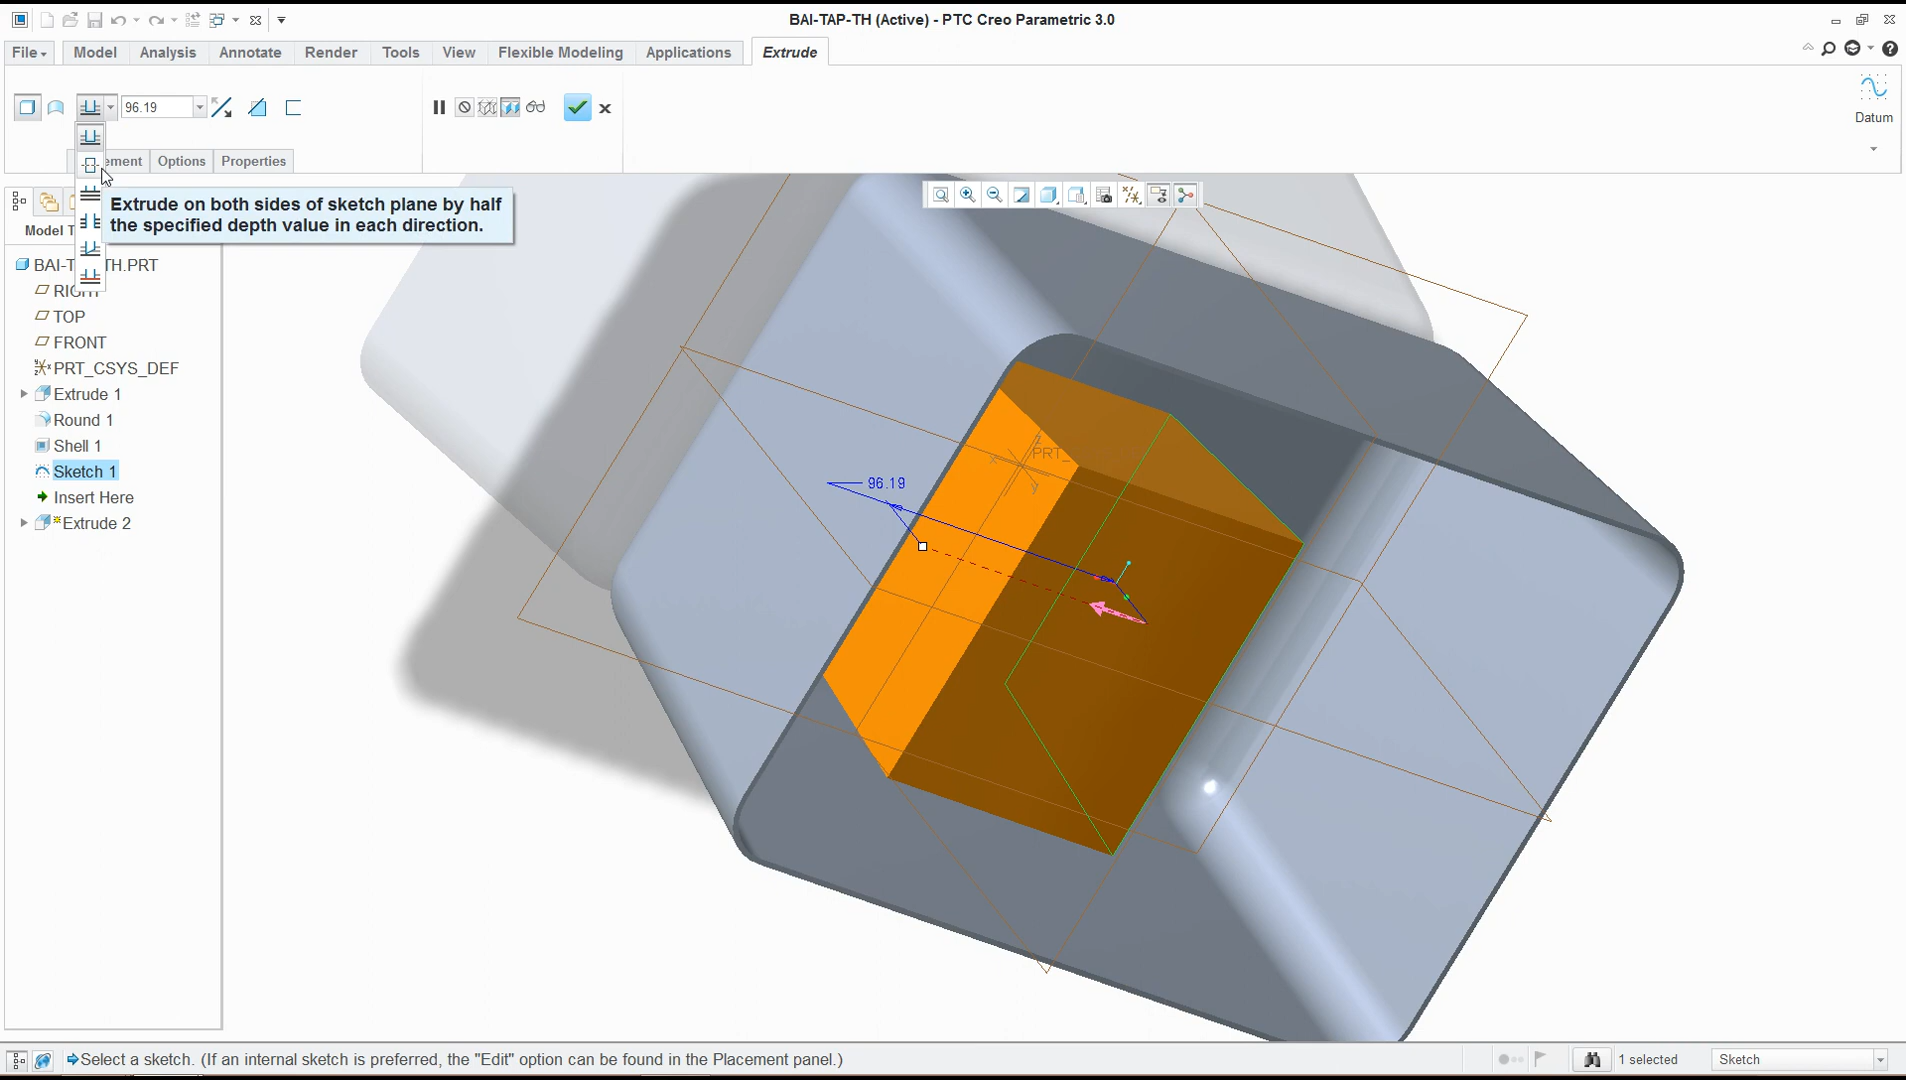 BAI-TAP-TH (Active) - PTC Creo Parametric 3.0
File Model Analysis Annotate Render Tools View Flexible Modeling Applications Extrude
96.19
Datum
ement Options Properties
Extrude on both sides of sketch plane by half
the specified depth value in each direction.
Model T
BAI-T TH.PRT
RIGHT
TOP
FRONT
PRT_CSYS_DEF
Extrude 1
Round 1
Shell 1
Sketch 1
Insert Here
Extrude 2
96.19
PRT_
z
x
y
Select a sketch. (If an internal sketch is preferred, the "Edit" option can be found in the Placement panel.)
1 selected
Sketch